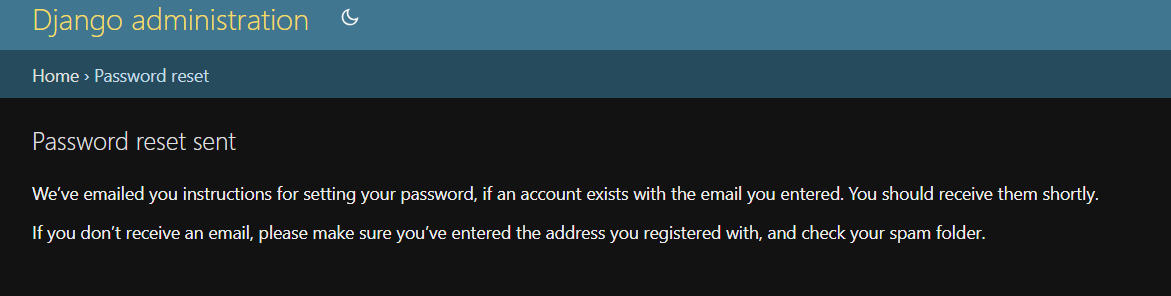 Django administration
Home › Password reset
Password reset sent
We’ve emailed you instructions for setting your password, if an account exists with the email you entered. You should receive them shortly.
If you don’t receive an email, please make sure you’ve entered the address you registered with, and check your spam folder.